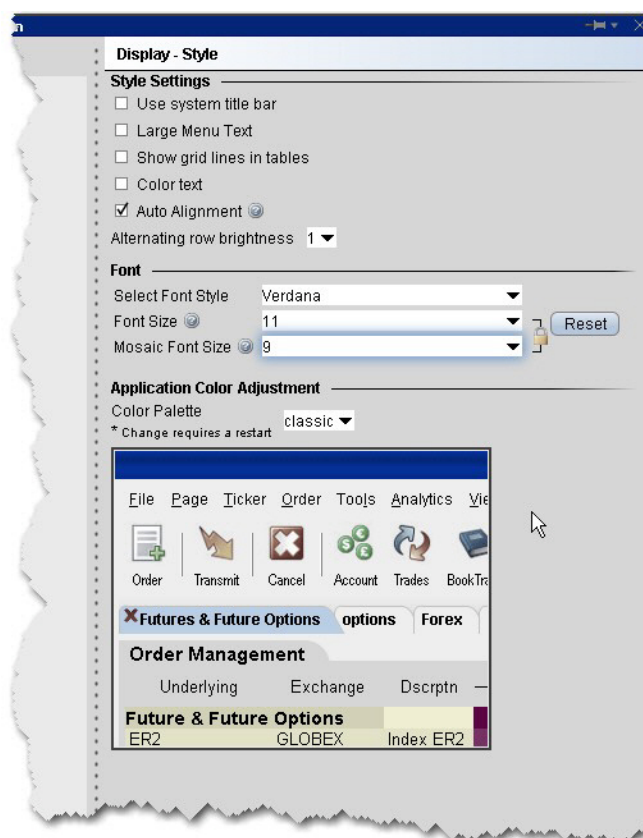 n
Display - Style
Style Settings
Use system title bar
Large Menu Text
Show grid lines in tables
Color text
Auto Alignment
Alternating row brightness 1
Font
Select Font Style Verdana
Font Size 11
Mosaic Font Size 9
Reset
Application Color Adjustment
Color Palette classic
* Change requires a restart
File Page Ticker Order Tools Analytics Vie
Order Transmit Cancel Account Trades BookTra
Futures & Future Options options Forex
Order Management
Underlying Exchange Dscrptn
Future & Future Options
ER2 GLOBEX Index ER2